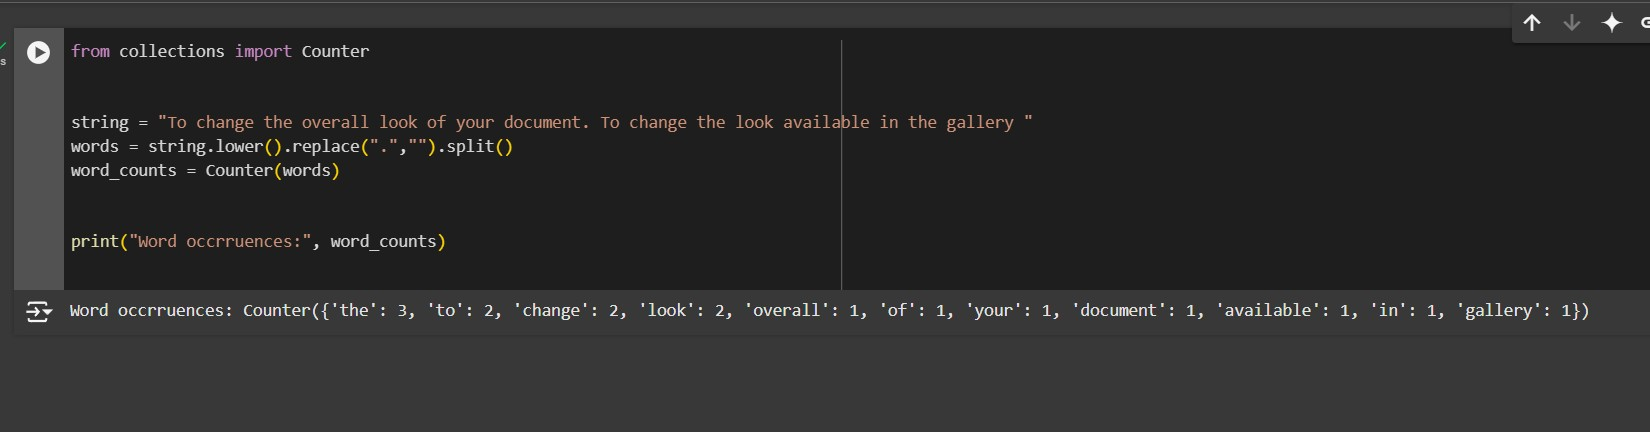 from collections import Counter
string = "To change the overall look of your document. To change the look available in the gallery "
words = string.lower().replace(".","").split()
word_counts = Counter(words)
print("Word occrruences:", word_counts)
s
Word occrruences: Counter({'the': 3, 'to': 2, 'change': 2, 'look': 2, 'overall': 1, 'of': 1, 'your': 1, 'document': 1, 'available': 1, 'in': 1, 'gallery': 1})